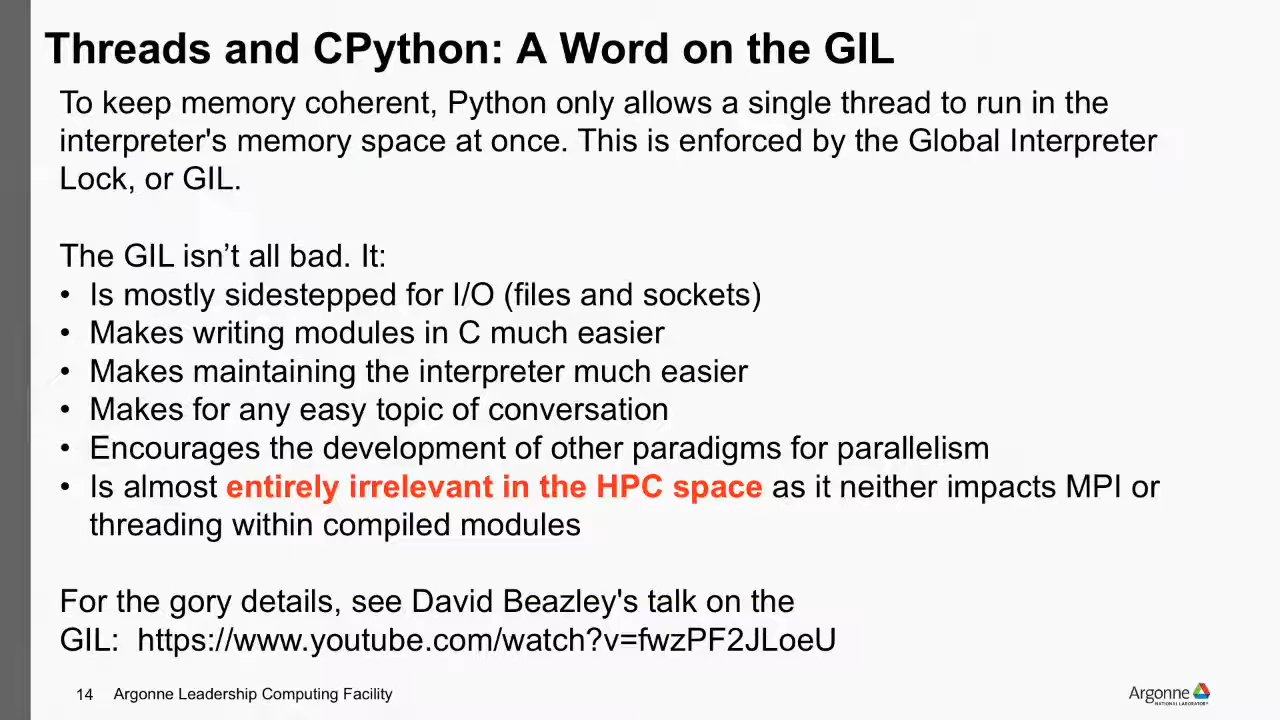 Threads and CPython: A Word on the GIL
To keep memory coherent, Python only allows a single thread to run in the
interpreter's memory space at once. This is enforced by the Global Interpreter
Lock, or GIL.
The GIL isn’t all bad. It:
• Is mostly sidestepped for I/O (files and sockets)
• Makes writing modules in C much easier
• Makes maintaining the interpreter much easier
• Makes for any easy topic of conversation
• Encourages the development of other paradigms for parallelism
• Is almost entirely irrelevant in the HPC space as it neither impacts MPI or
threading within compiled modules
For the gory details, see David Beazley's talk on the
GIL: https://www.youtube.com/watch?v=fwzPF2JLoeU
14 Argonne Leadership Computing Facility
Argonne
NATIONAL LABORATORY